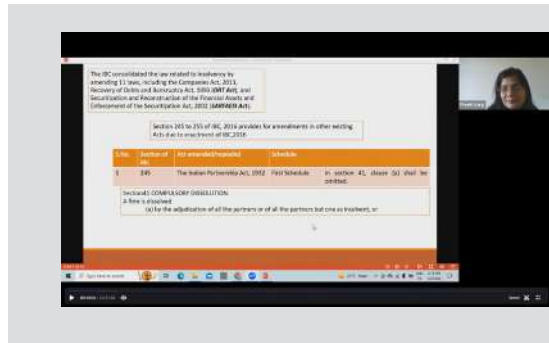 The IBC consolidated the law related to insolvency by
amending 11 laws, including the Companies Act, 2013,
Recovery of Debts and Bankruptcy Act, 1993 (DRT Act), and
Securitization and Reconstruction of the Financial Assets and
Enforcement of the Securitization Act, 2002 (SARFAESI Act).
Section 245 to 255 of IBC, 2016 provides for amendments in other existing
Acts due to enactment of IBC,2016
S.No. Section of IBC Act amended/repealed Schedule
1 245 The Indian Partnership Act, 1932 First Schedule In section 41, clause (a) shall be
omitted.
Section41 COMPULSORY DISSOLUTION
A firm is dissolved
(a) by the adjudication of all the partners or of all the partners but one as insolvent, or